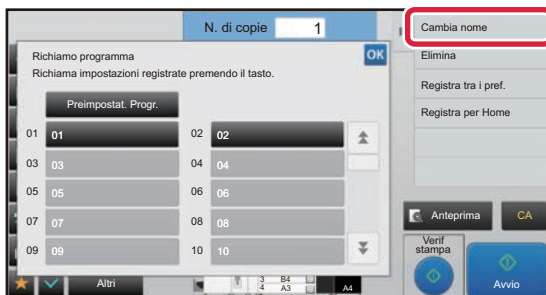 N. di copie 1
Richiamo programma
OK
Richiama impostazioni registrate premendo il tasto.
Preimpostat. Progr.
01 01 02 02
03 03 04 04
05 05 06 06
07 07 08 08
09 09 10 10
Cambia nome
Elimina
Registra tra i pref.
Registra per Home
Anteprima CA
Verif
stampa
Avvio
Altri
3 B4
4 A3
A4